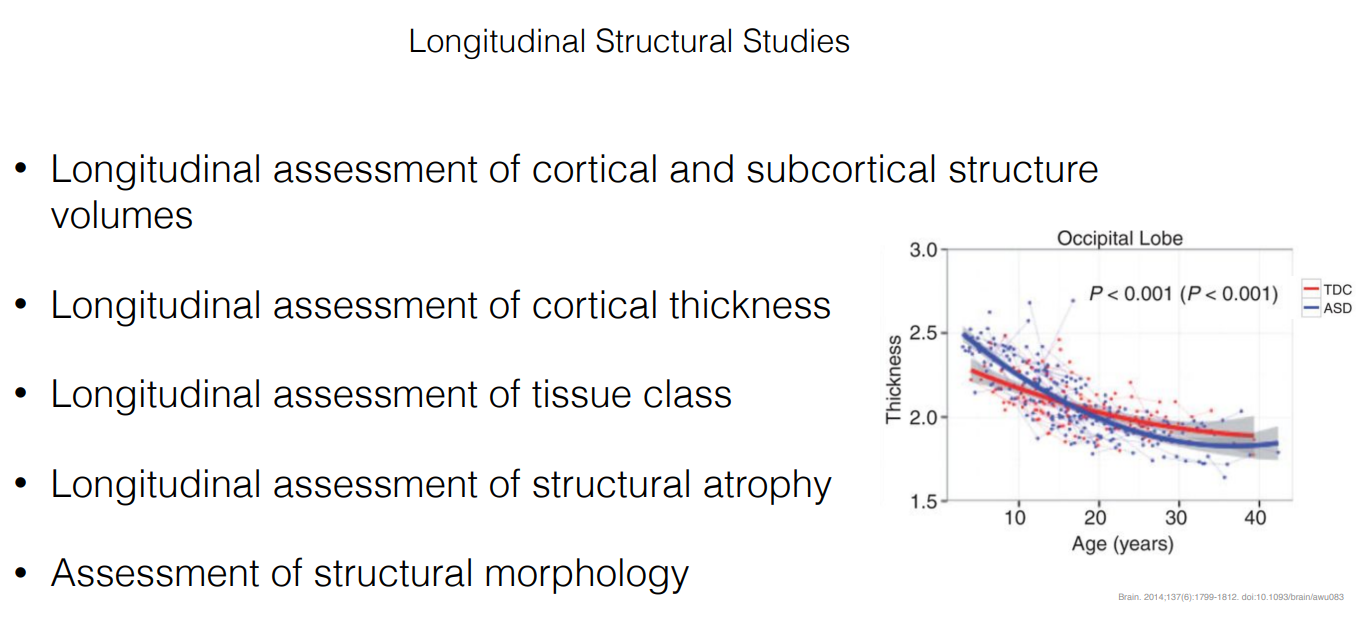 Longitudinal Structural Studies
• Longitudinal assessment of cortical and subcortical structure
volumes
• Longitudinal assessment of cortical thickness
• Longitudinal assessment of tissue class
• Longitudinal assessment of structural atrophy
• Assessment of structural morphology
Occipital Lobe
3.0
2.5
2.0
1.5
Thickness
P < 0.001 (P < 0.001)
TDC
ASD
10 20 30 40
Age (years)
Brain. 2014;137(6):1799-1812. doi:10.1093/brain/awu083